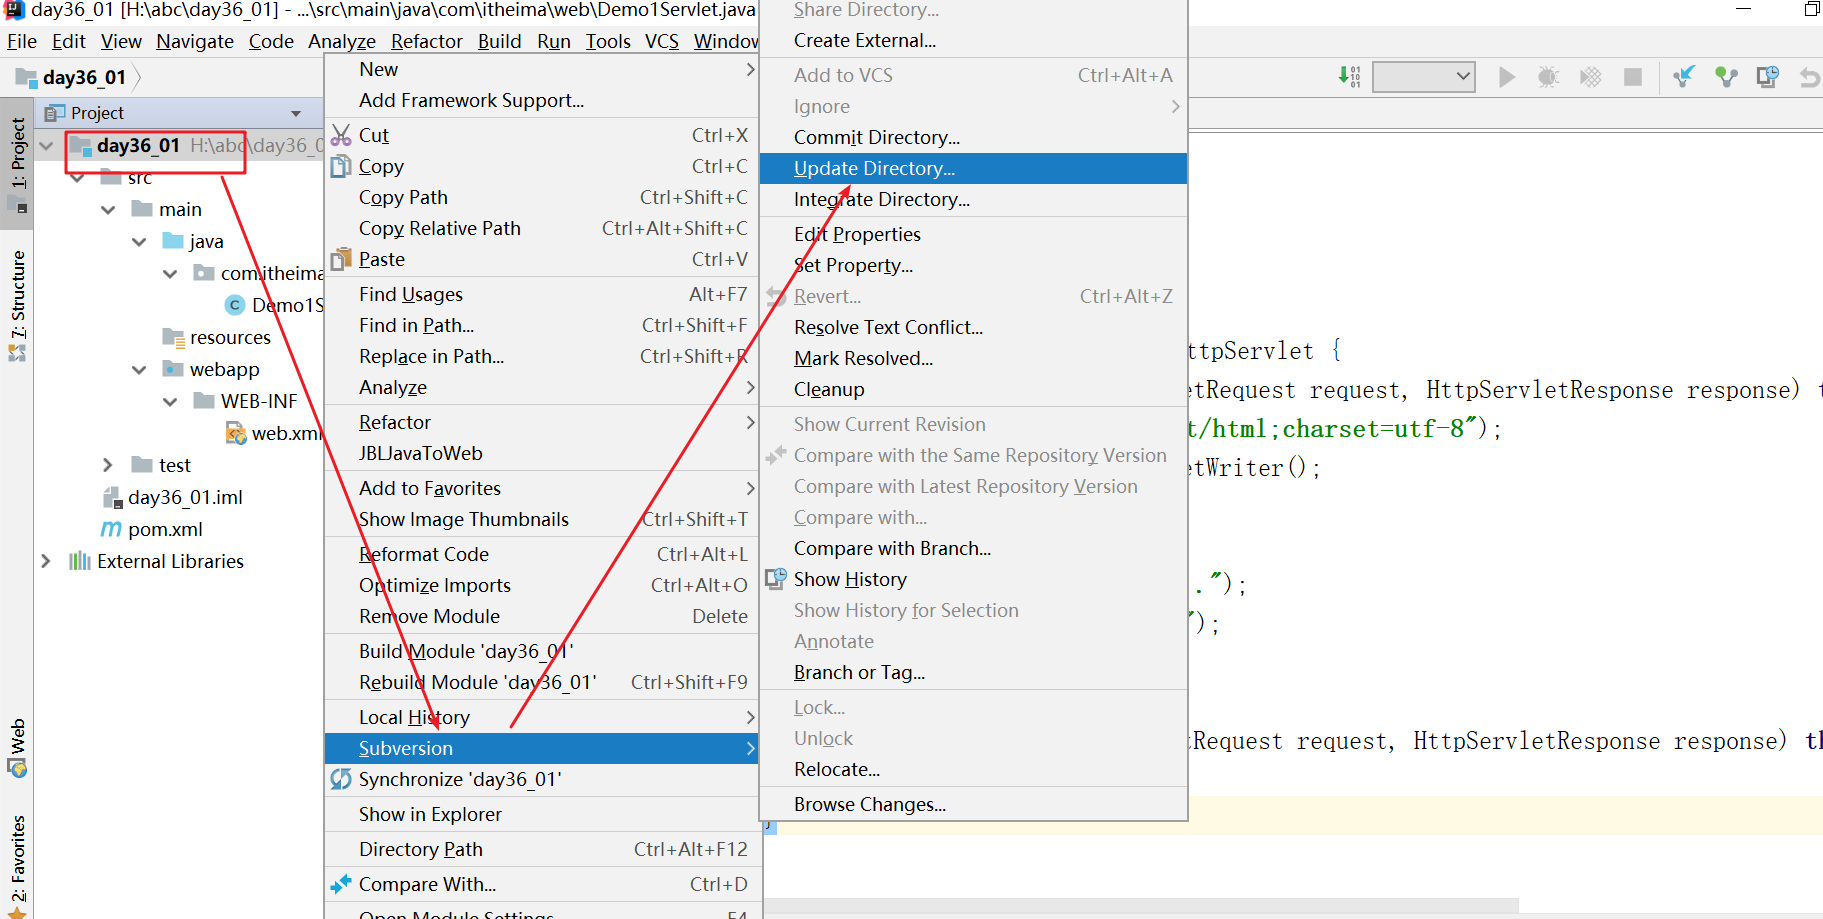 day36_01 [H:\abc\day36_01] - ...\src\main\java\com\itheima\web\Demo1Servlet.java
File Edit View Navigate Code Analyze Refactor Build Run Tools VCS Window
day36_01
Project
1: Project
7: Structure
Web
2: Favorites
day36_01 H:\abc\day36_0
src
main
java
com.itheima
Demo1S
resources
webapp
WEB-INF
web.xml
test
day36_01.iml
pom.xml
External Libraries
New
Add Framework Support...
Cut Ctrl+X
Copy Ctrl+C
Copy Path Ctrl+Shift+C
Copy Relative Path Ctrl+Alt+Shift+C
Paste Ctrl+V
Find Usages Alt+F7
Find in Path... Ctrl+Shift+F
Replace in Path... Ctrl+Shift+R
Analyze
Refactor
JBLJavaToWeb
Add to Favorites
Show Image Thumbnails Ctrl+Shift+T
Reformat Code Ctrl+Alt+L
Optimize Imports Ctrl+Alt+O
Remove Module Delete
Build Module 'day36_01'
Rebuild Module 'day36_01' Ctrl+Shift+F9
Local History
Subversion
Synchronize 'day36_01'
Show in Explorer
Directory Path Ctrl+Alt+F12
Compare With... Ctrl+D
Open Module Settings F4
Share Directory...
Create External...
Add to VCS Ctrl+Alt+A
Ignore
Commit Directory...
Update Directory...
Integrate Directory...
Edit Properties
Set Property...
Revert... Ctrl+Alt+Z
Resolve Text Conflict...
Mark Resolved...
Cleanup
Show Current Revision
Compare with the Same Repository Version
Compare with Latest Repository Version
Compare with...
Compare with Branch...
Show History
Show History for Selection
Annotate
Branch or Tag...
Lock...
Unlock
Relocate...
Browse Changes...
ttpServlet {
etRequest request, HttpServletResponse response) t
t/html;charset=utf-8");
etWriter();
.");
");
tRequest request, HttpServletResponse response) th
}